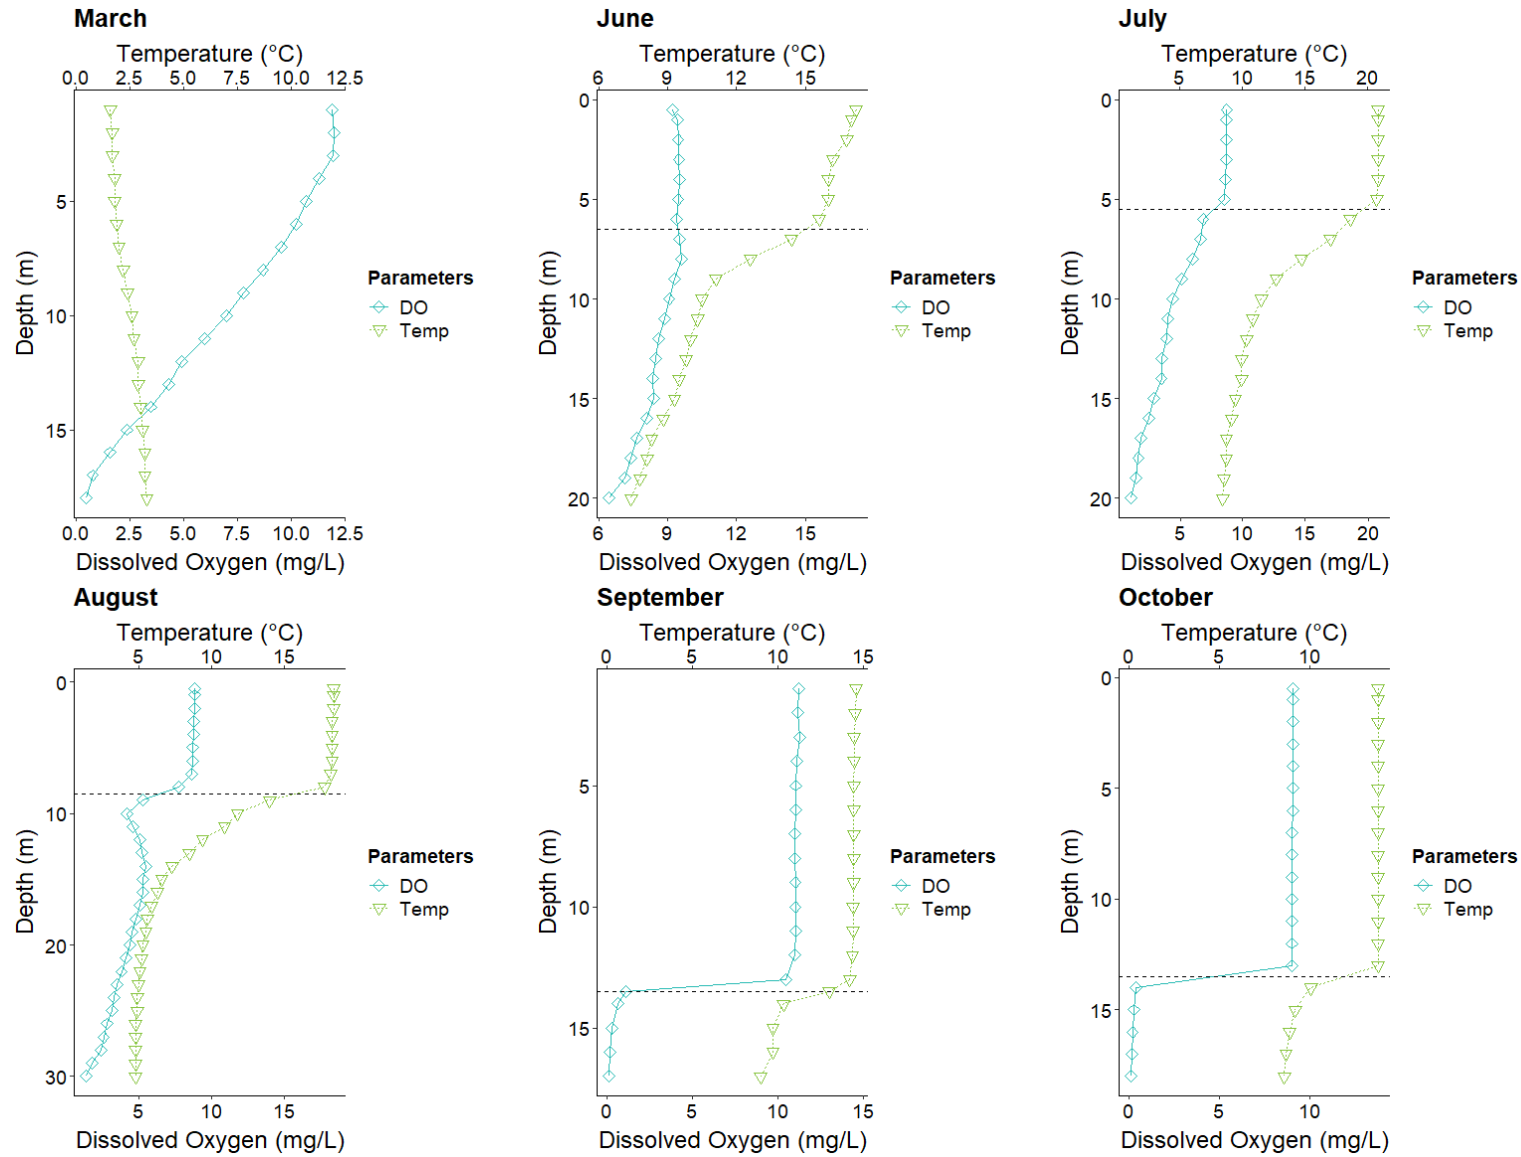 March
Temperature (°C)
0.0 2.5 5.0 7.5 10.0 12.5
5
10
15
Depth (m)
0.0 2.5 5.0 7.5 10.0 12.5
Dissolved Oxygen (mg/L)
Parameters
DO
Temp
June
Temperature (°C)
6 9 12 15
0
5
10
15
20
Depth (m)
6 9 12 15
Dissolved Oxygen (mg/L)
Parameters
DO
Temp
July
Temperature (°C)
5 10 15 20
0
5
10
15
20
Depth (m)
5 10 15 20
Dissolved Oxygen (mg/L)
Parameters
DO
Temp
August
Temperature (°C)
5 10 15
0
10
20
30
Depth (m)
5 10 15
Dissolved Oxygen (mg/L)
Parameters
DO
Temp
September
Temperature (°C)
0 5 10 15
5
10
15
Depth (m)
0 5 10 15
Dissolved Oxygen (mg/L)
Parameters
DO
Temp
October
Temperature (°C)
0 5 10
0
5
10
15
Depth (m)
0 5 10
Dissolved Oxygen (mg/L)
Parameters
DO
Temp